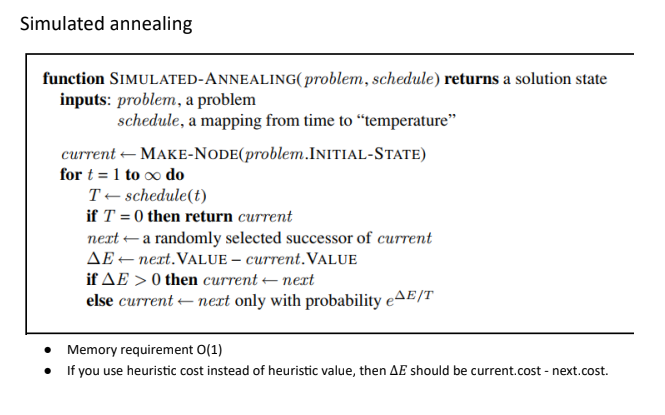 Simulated annealing
function SIMULATED-ANNEALING(problem, schedule) returns a solution state
inputs: problem, a problem
schedule, a mapping from time to “temperature”
current ← MAKE-NODE(problem.INITIAL-STATE)
for t = 1 to ∞ do
T ← schedule(t)
if T = 0 then return current
next ← a randomly selected successor of current
ΔE ← next.VALUE – current.VALUE
if ΔE > 0 then current ← next
else current ← next only with probability e^ΔE/T
● Memory requirement O(1)
● If you use heuristic cost instead of heuristic value, then ΔE should be current.cost - next.cost.